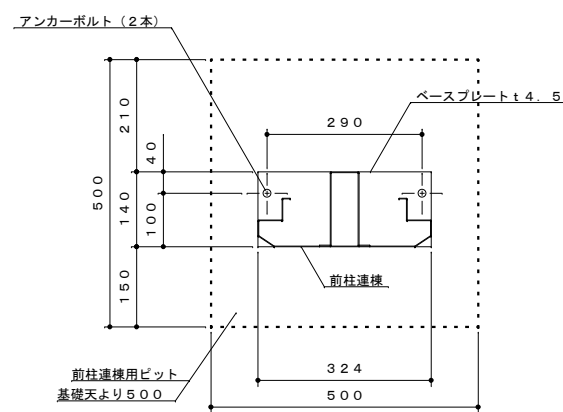 アンカーボルト（２本）
ベースプレートｔ４．５
２９０
２１０
４０
５００
１４０
１００
１５０
前柱連棟
前柱連棟用ピット
基礎天より５００
３２４
５００